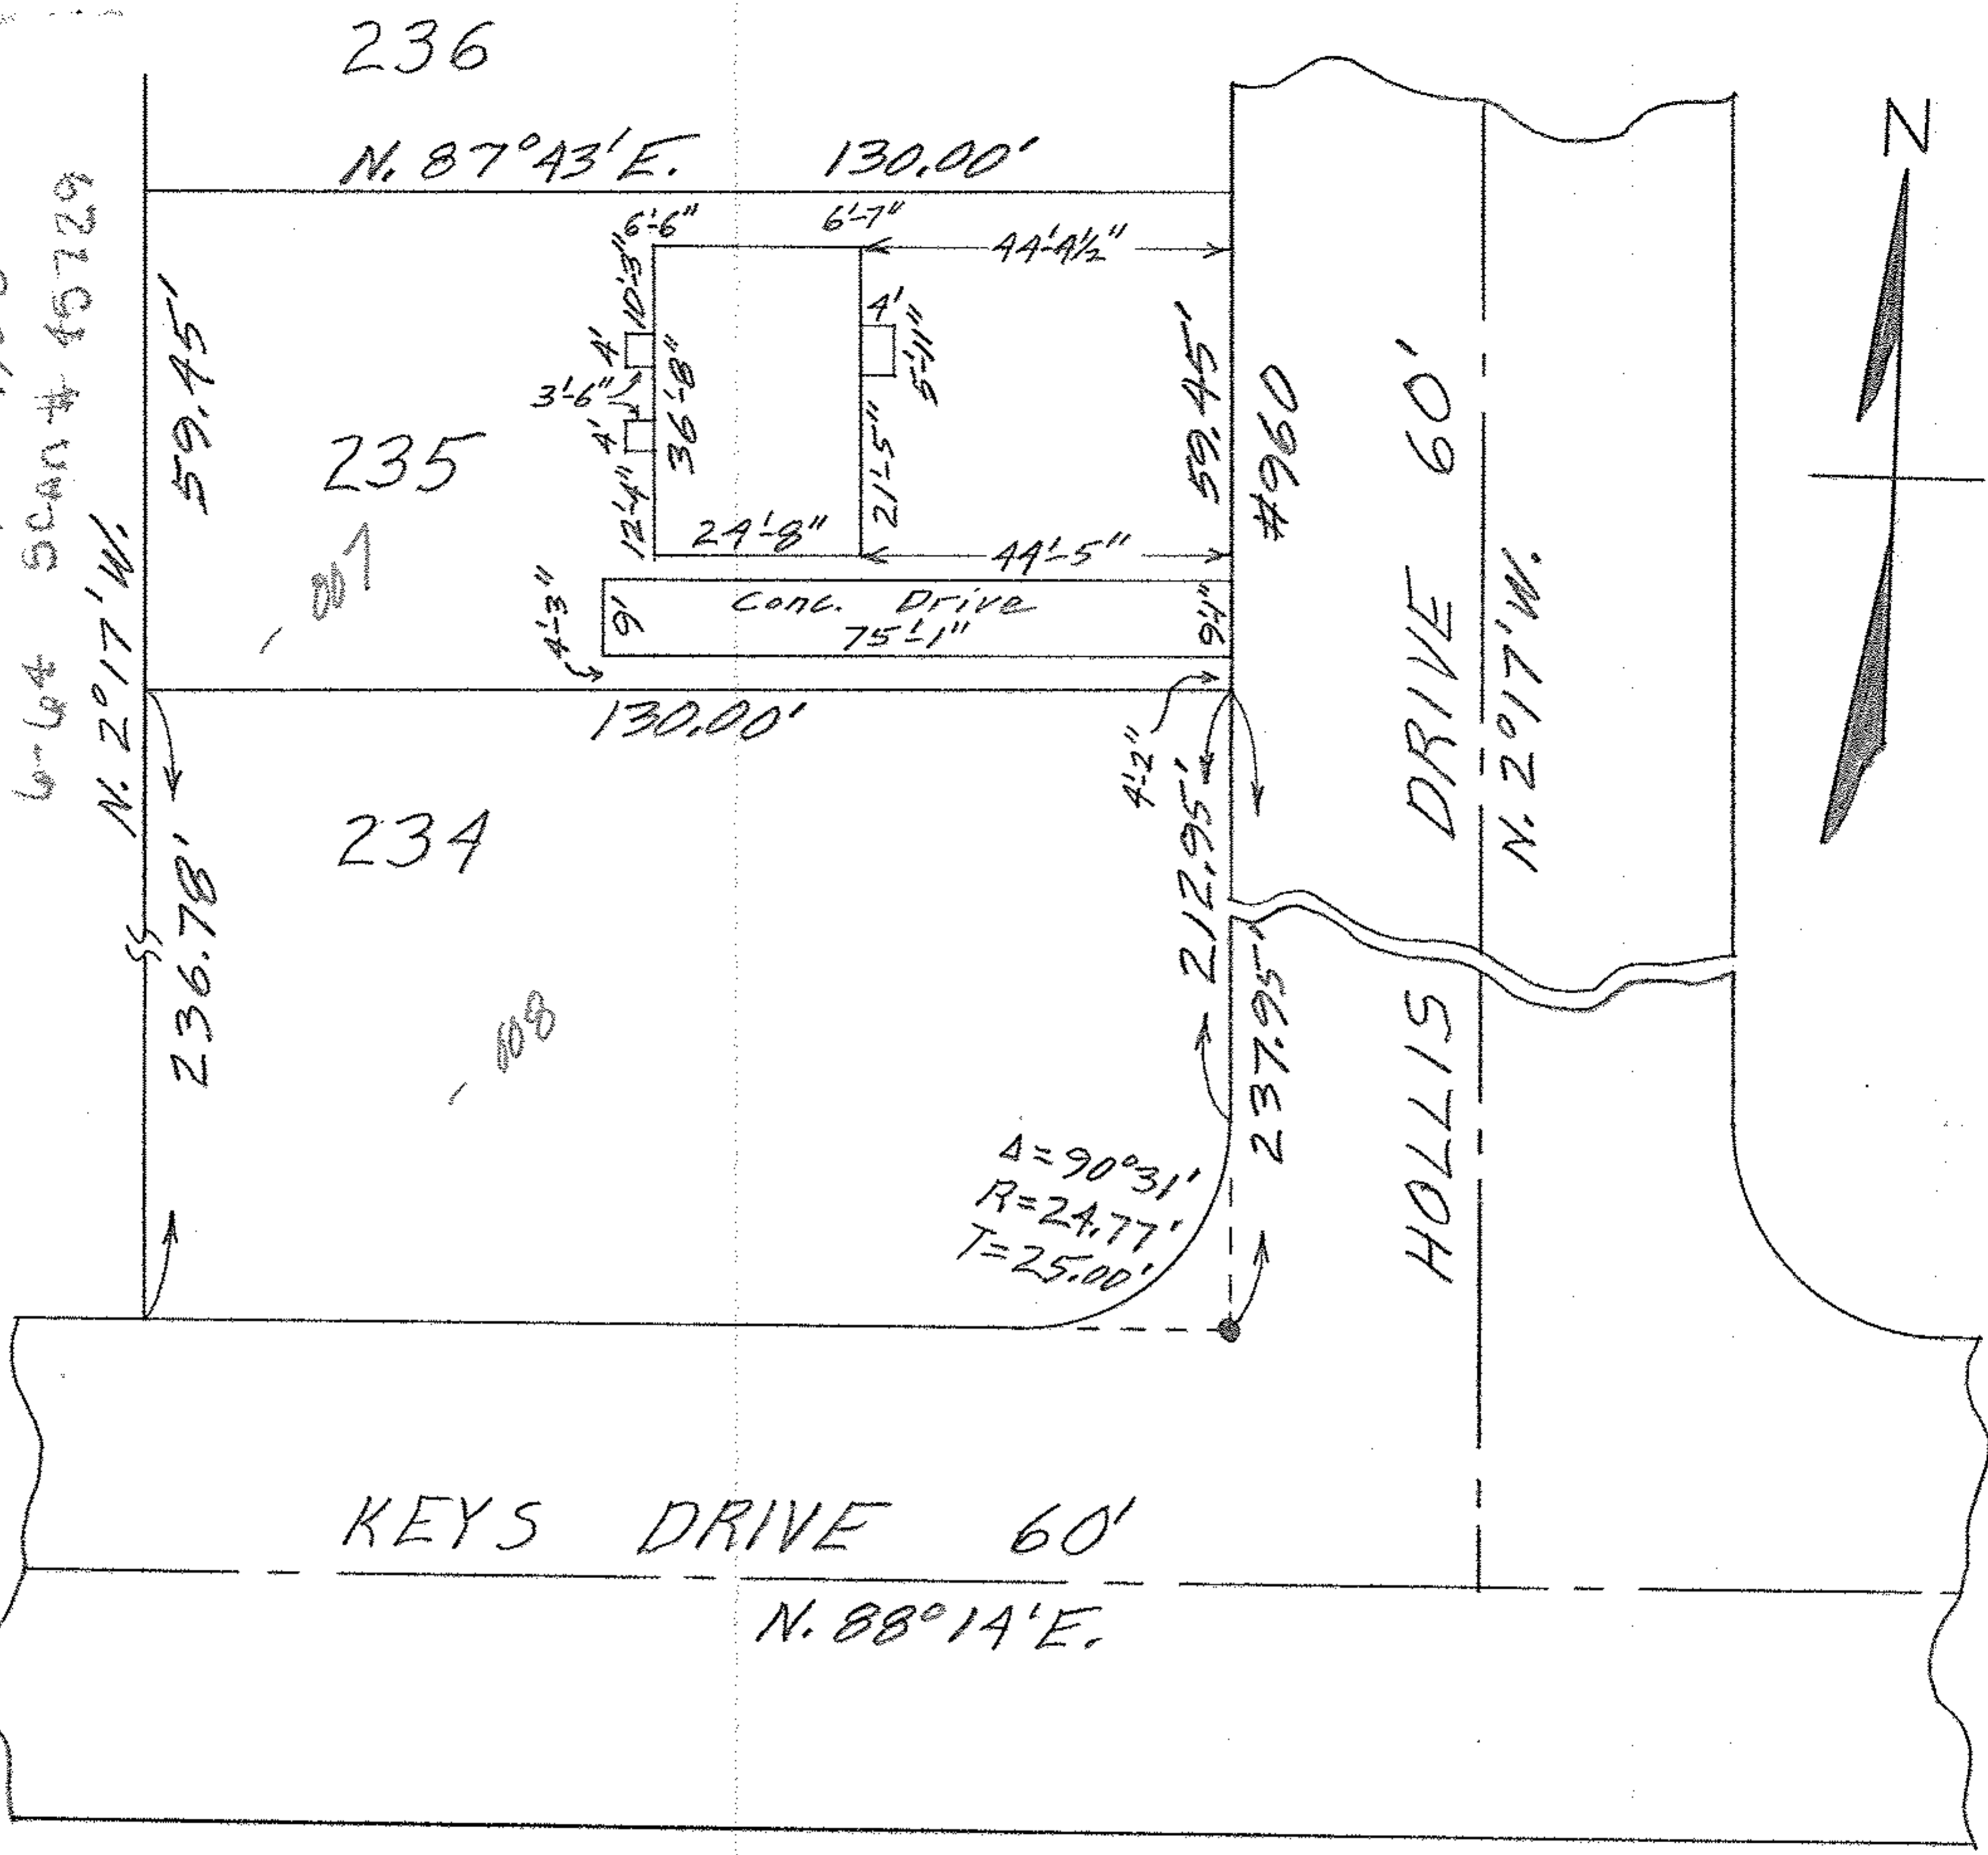 236
N. 87°43'E. 130.00'
N
6'-6" 6'-7"
44'-4½"
10'-3"
4'
5'-11"
4'
3'-6"
4'
36'-8"
12'-4"
21'-5"
24'-8"
44'-5"
59.45'
59.45'
#960
235
Conc. Drive
75'-1"
9'
9'4"
4'-3"
4'-2"
130.00'
N. 2°17'W.
6-64 SCAN #
234
236.78'
212.95'
237.95'
Δ=90°31'
R=24.77'
T=25.00'
HOLLIS DRIVE 60'
N. 2°17'W.
KEYS DRIVE 60'
N. 88°14'E.